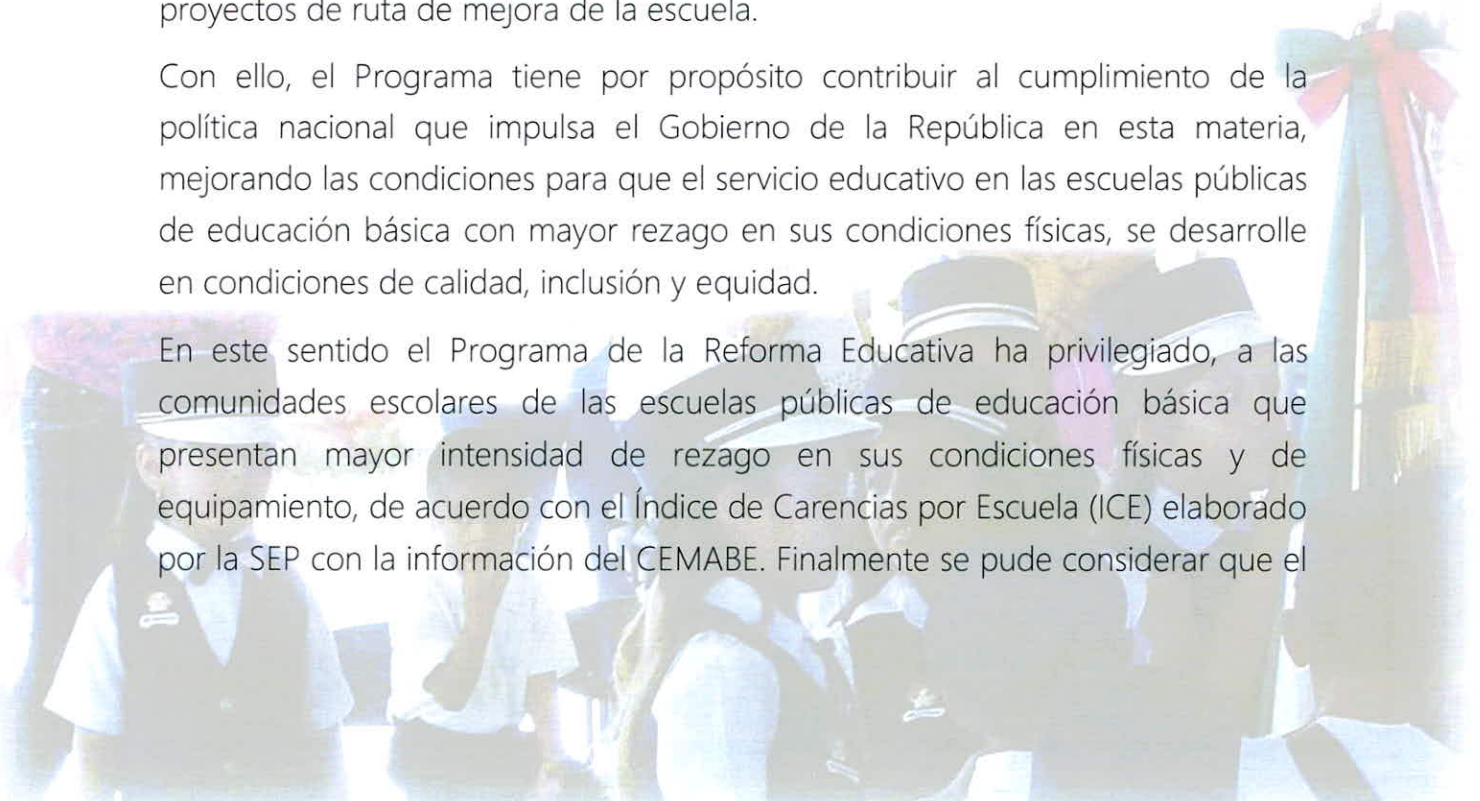 proyectos de ruta de mejora de la escuela.
Con ello, el Programa tiene por propósito contribuir al cumplimiento de la
política nacional que impulsa el Gobierno de la República en esta materia,
mejorando las condiciones para que el servicio educativo en las escuelas públicas
de educación básica con mayor rezago en sus condiciones físicas, se desarrolle
en condiciones de calidad, inclusión y equidad.
En este sentido el Programa de la Reforma Educativa ha privilegiado, a las
comunidades escolares de las escuelas públicas de educación básica que
presentan mayor intensidad de rezago en sus condiciones físicas y de
equipamiento, de acuerdo con el Índice de Carencias por Escuela (ICE) elaborado
por la SEP con la información del CEMABE. Finalmente se pude considerar que el